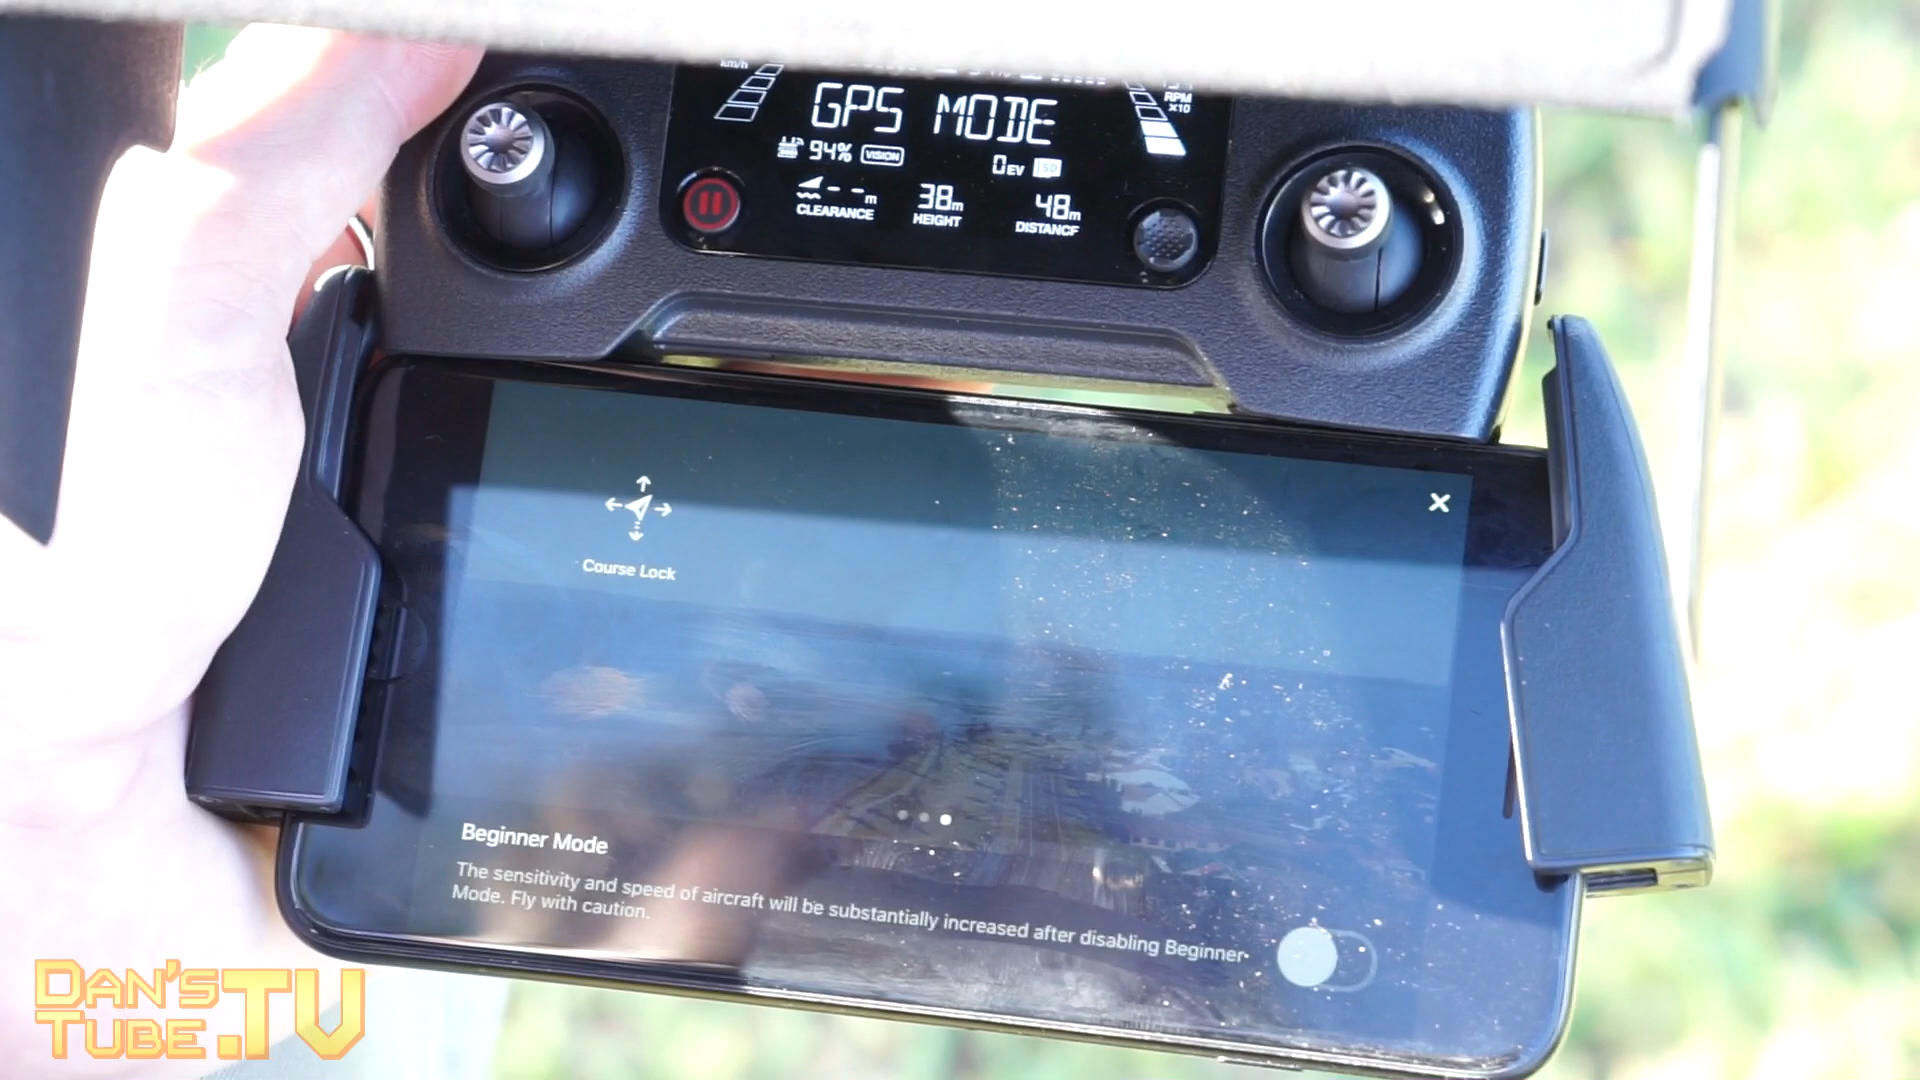 km/h
RPM
X10
GPS MODE
94% VISION
0EV SD
-- m 38m 48m
CLEARANCE HEIGHT DISTANCE
Course Lock
Beginner Mode
The sensitivity and speed of aircraft will be substantially increased after disabling Beginner
Mode. Fly with caution.
DAN'S
TUBE.TV